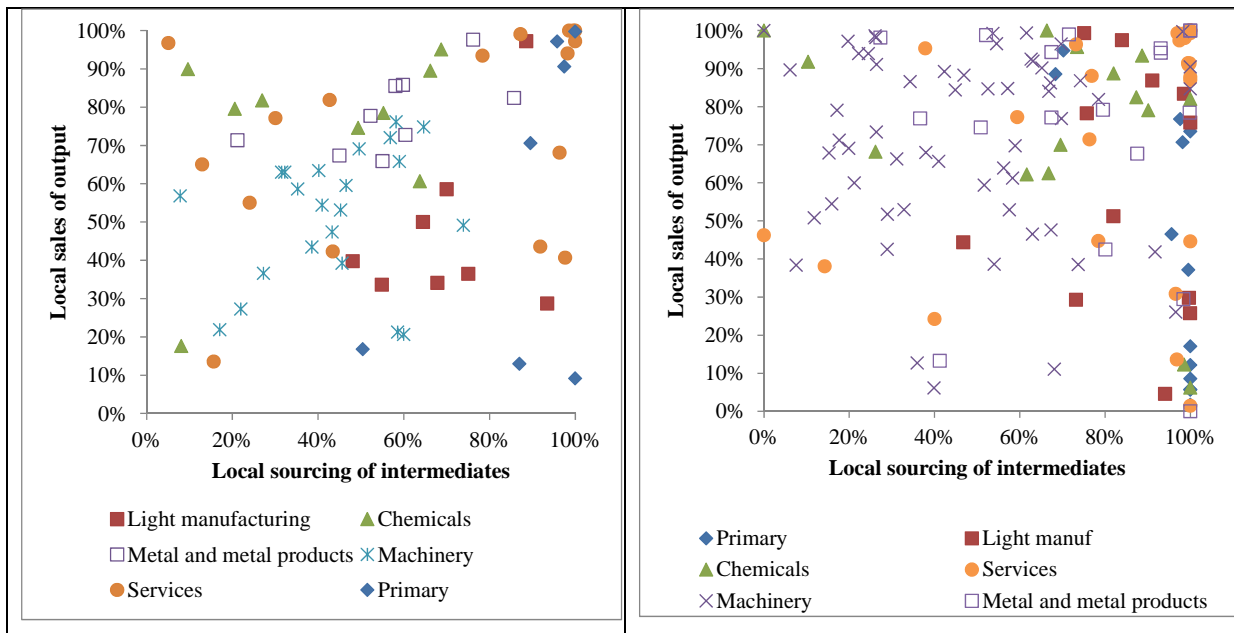 100%
90%
80%
70%
60%
50%
40%
30%
20%
10%
0%
Local sales of output
0% 20% 40% 60% 80% 100%
Local sourcing of intermediates
Light manufacturing Chemicals
Metal and metal products Machinery
Services Primary
100%
90%
80%
70%
60%
50%
40%
30%
20%
10%
0%
Local sales of output
0% 20% 40% 60% 80% 100%
Local sourcing of intermediates
Primary Light manuf
Chemicals Services
Machinery Metal and metal products